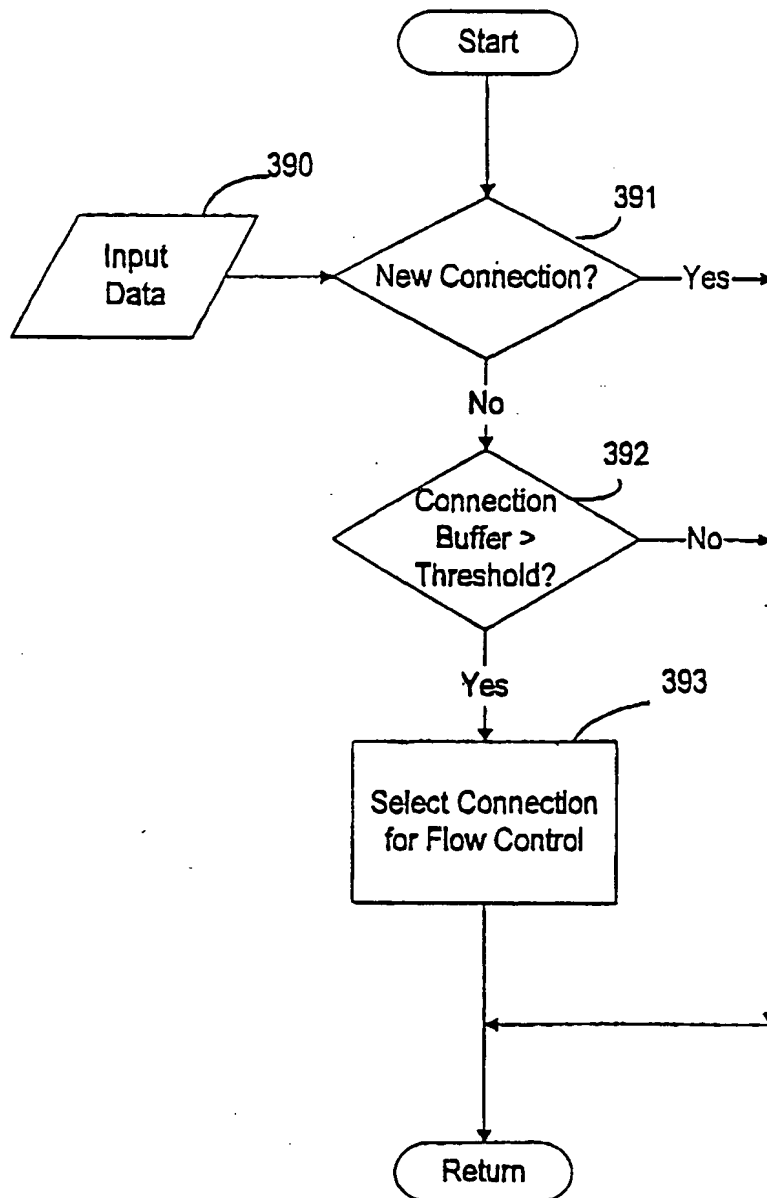 Start
390
391
Input
Data
New Connection?
Yes
No
392
Connection
Buffer >
Threshold?
No
Yes
393
Select Connection
for Flow Control
Return